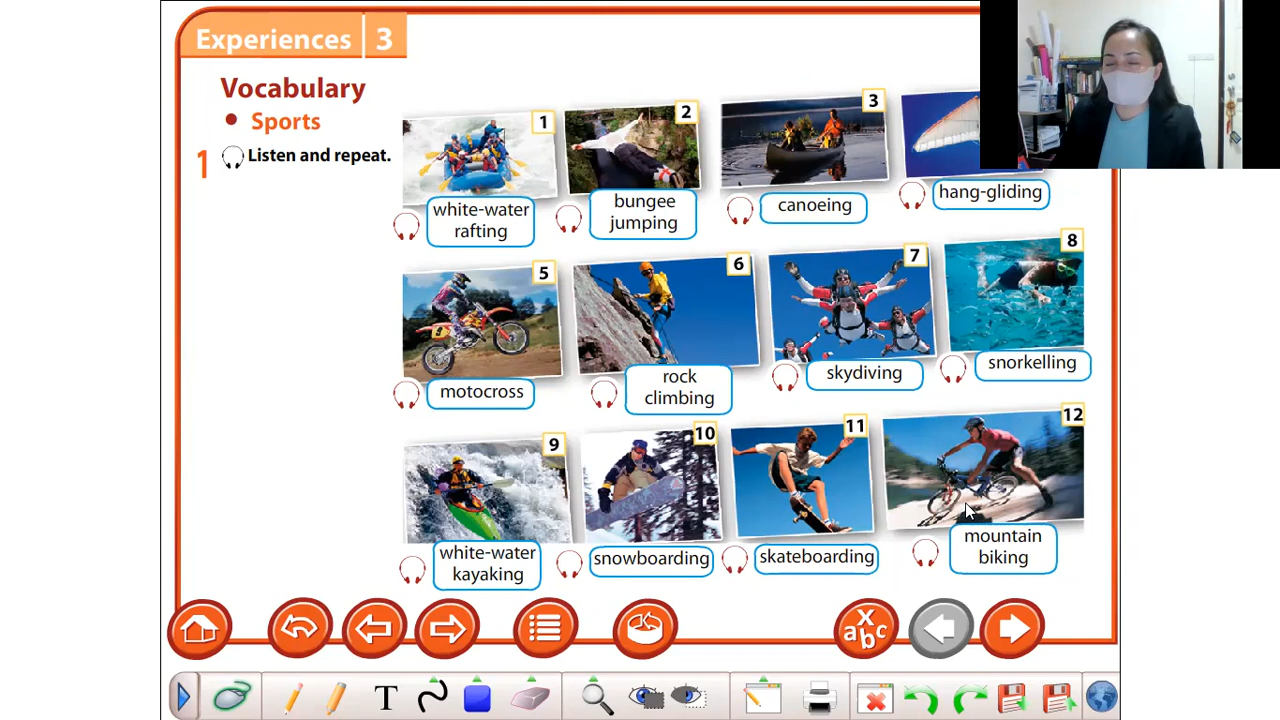 Experiences 3
Vocabulary
• Sports
1 Listen and repeat.
1
2
3
white-water
rafting
bungee
jumping
canoeing
hang-gliding
5
6
7
8
motocross
rock
climbing
skydiving
snorkelling
9
10
11
12
white-water
kayaking
snowboarding
skateboarding
mountain
biking
X
abc
T